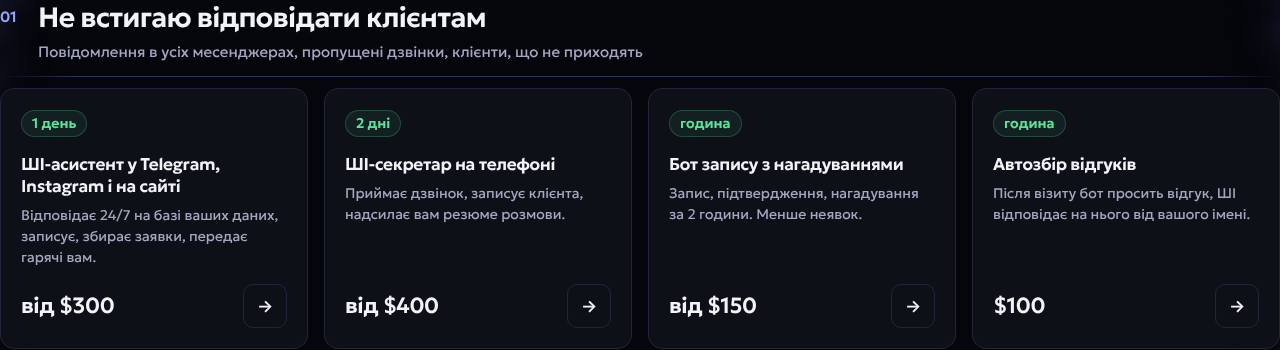 01
Не встигаю відповідати клієнтам
Повідомлення в усіх месенджерах, пропущені дзвінки, клієнти, що не приходять
1 день
ШІ-асистент у Telegram,
Instagram і на сайті
Відповідає 24/7 на базі ваших даних,
записує, збирає заявки, передає
гарячі вам.
від $300
→
2 дні
ШІ-секретар на телефоні
Приймає дзвінок, записує клієнта,
надсилає вам резюме розмови.
від $400
→
година
Бот запису з нагадуваннями
Запис, підтвердження, нагадування
за 2 години. Менше неявок.
від $150
→
година
Автозбір відгуків
Після візиту бот просить відгук, ШІ
відповідає на нього від вашого імені.
$100
→